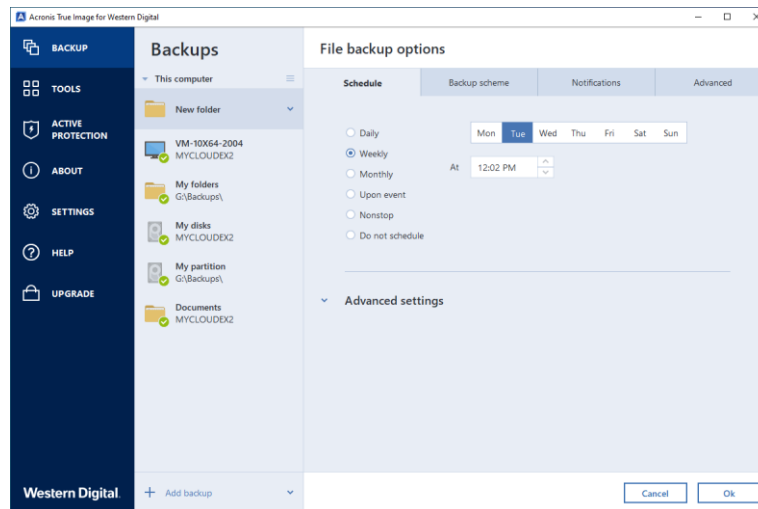 Acronis True Image for Western Digital
BACKUP
TOOLS
ACTIVE
PROTECTION
ABOUT
SETTINGS
HELP
UPGRADE
Western Digital.
Backups
This computer
New folder
VM-10X64-2004
MYCLOUDEX2
My folders
G:\Backups\
My disks
MYCLOUDEX2
My partition
G:\Backups\
Documents
MYCLOUDEX2
Add backup
File backup options
Schedule Backup scheme Notifications Advanced
Daily
Weekly
Monthly
Upon event
Nonstop
Do not schedule
Mon Tue Wed Thu Fri Sat Sun
At 12:02 PM
Advanced settings
Cancel Ok